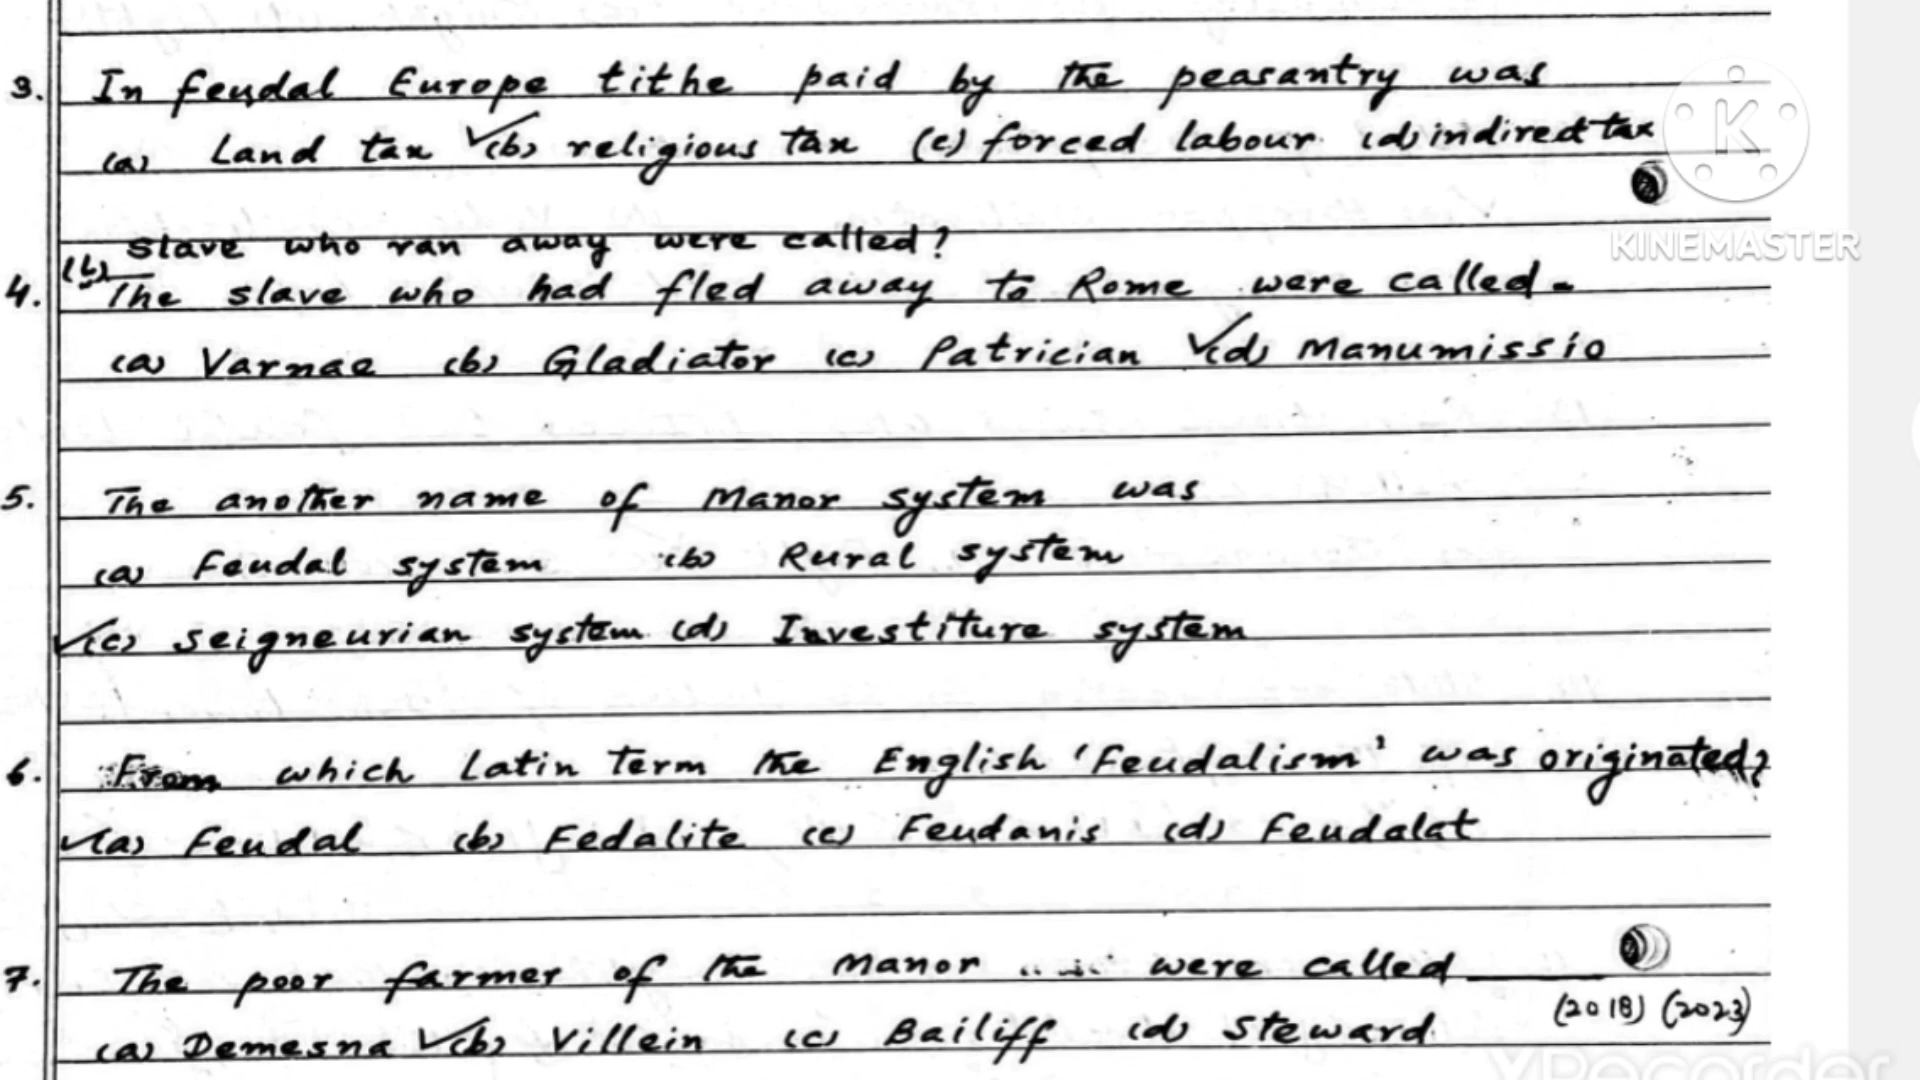 3. In feudal Europe tithe paid by the peasantry was
(a) Land tax ✓(b) religious tax (c) forced labour (d) indirect tax
KINEMASTER
(b) Slave who ran away were called?
4. The slave who had fled away to Rome were called.
(a) Varnae (b) Gladiator (c) Patrician ✓(d) Manumissio
5. The another name of Manor system was
(a) Feudal system (b) Rural system
✓(c) Seigneurian system (d) Investiture system
6. From which Latin term the English 'Feudalism' was originated?
✓(a) Feudal (b) Fedalite (c) Feudanis (d) Feudalat
7. The poor farmer of the Manor were called
(2018) (2023)
(a) Demesna ✓(b) Villein (c) Bailiff (d) Steward
XRecorder